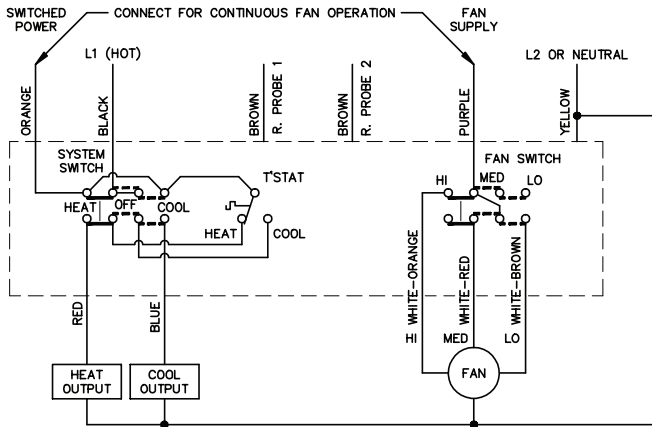 SWITCHED
POWER
CONNECT FOR CONTINUOUS FAN OPERATION
FAN
SUPPLY
L1 (HOT)
L2 OR NEUTRAL
ORANGE
BLACK
BROWN
R. PROBE 1
BROWN
R. PROBE 2
PURPLE
YELLOW
SYSTEM
SWITCH
T'STAT
FAN SWITCH
HI
MED
LO
HEAT
OFF
COOL
HEAT
COOL
WHITE-ORANGE
WHITE-RED
WHITE-BROWN
RED
BLUE
HI
MED
LO
HEAT
OUTPUT
COOL
OUTPUT
FAN